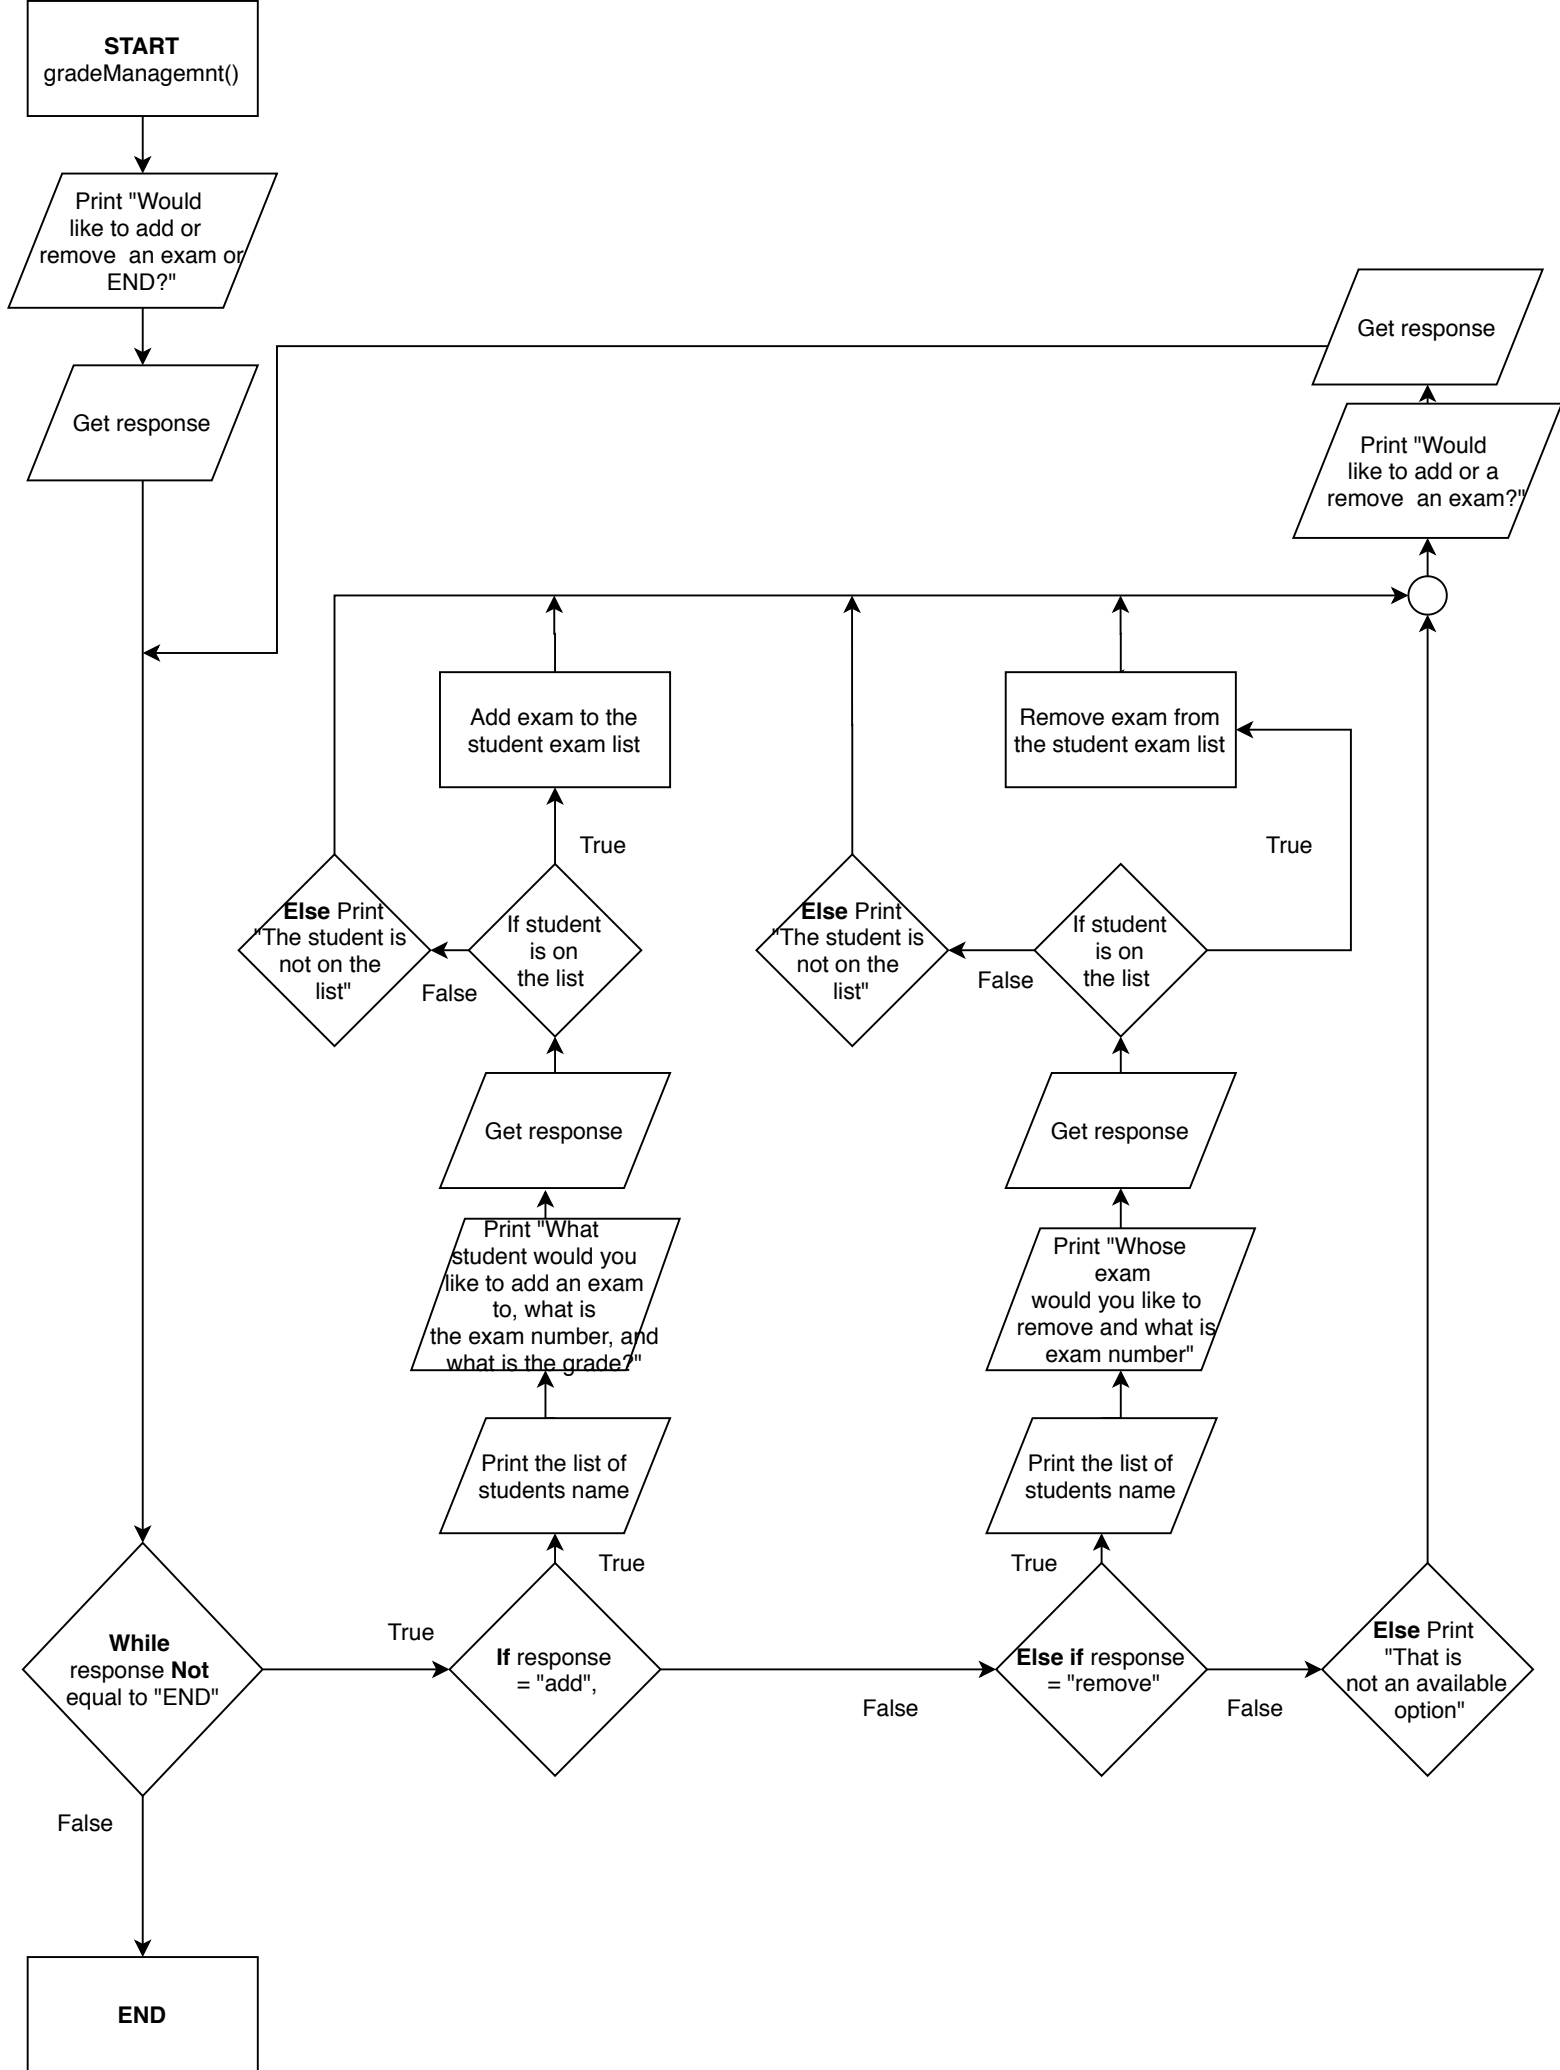 START
gradeManagemnt()
Print "Would
like to add or
remove  an exam or
END?"
Get response
Get response
Print "Would
like to add or a
remove  an exam?"
Add exam to the
student exam list
Remove exam from
the student exam list
True
True
Else Print
"The student is
not on the
list"
If student
is on
the list
False
Else Print
"The student is
not on the
list"
If student
is on
the list
False
Get response
Get response
Print "What
student would you
like to add an exam
to, what is
the exam number, and
what is the grade?"
Print "Whose
exam
would you like to
remove and what is
exam number"
Print the list of
students name
Print the list of
students name
True
True
While
response Not
equal to "END"
True
If response
= "add",
False
Else if response
= "remove"
False
Else Print
"That is
not an available
option"
False
END